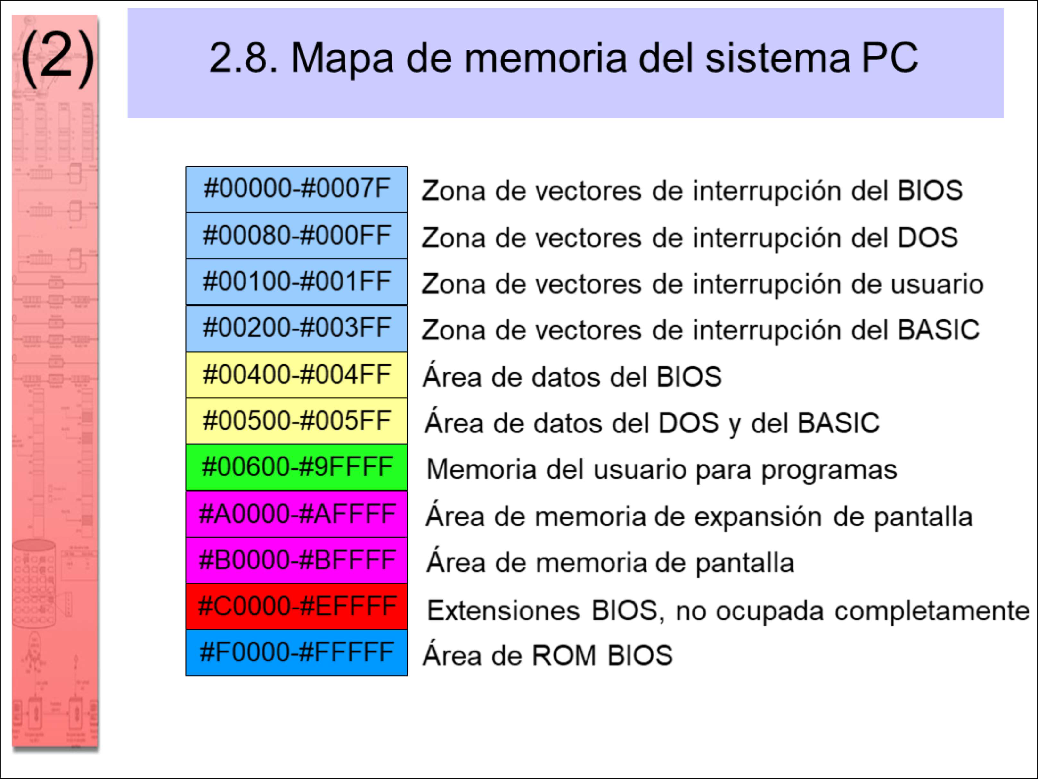 (2)
2.8. Mapa de memoria del sistema PC
#00000-#0007F Zona de vectores de interrupción del BIOS
#00080-#000FF Zona de vectores de interrupción del DOS
#00100-#001FF Zona de vectores de interrupción de usuario
#00200-#003FF Zona de vectores de interrupción del BASIC
#00400-#004FF Área de datos del BIOS
#00500-#005FF Área de datos del DOS y del BASIC
#00600-#9FFFF Memoria del usuario para programas
#A0000-#AFFFF Área de memoria de expansión de pantalla
#B0000-#BFFFF Área de memoria de pantalla
#C0000-#EFFFF Extensiones BIOS, no ocupada completamente
#F0000-#FFFFF Área de ROM BIOS